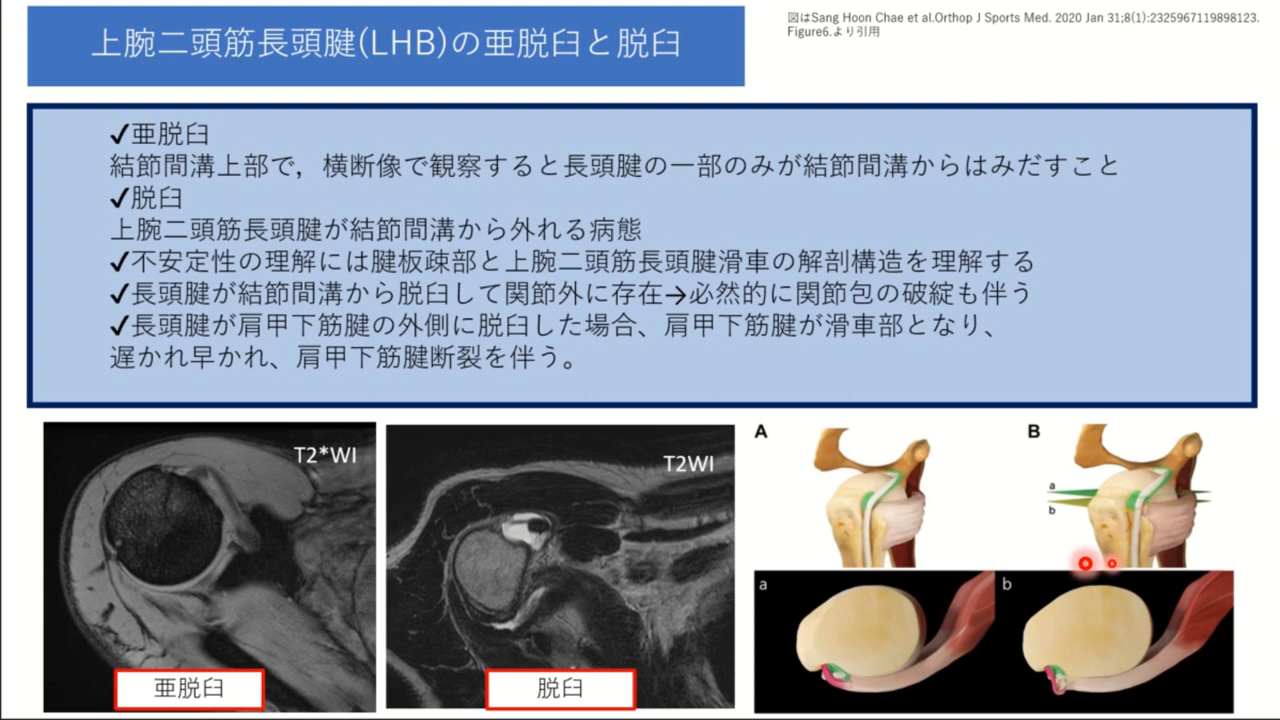 上腕二頭筋長頭腱(LHB)の亜脱臼と脱臼
図はSang Hoon Chae et al.Orthop J Sports Med. 2020 Jan 31;8(1):2325967119898123.
Figure6.より引用
✓亜脱臼
結節間溝上部で，横断像で観察すると長頭腱の一部のみが結節間溝からはみだすこと
✓脱臼
上腕二頭筋長頭腱が結節間溝から外れる病態
✓不安定性の理解には腱板疎部と上腕二頭筋長頭腱滑車の解剖構造を理解する
✓長頭腱が結節間溝から脱臼して関節外に存在→必然的に関節包の破綻も伴う
✓長頭腱が肩甲下筋腱の外側に脱臼した場合、肩甲下筋腱が滑車部となり、
遅かれ早かれ、肩甲下筋腱断裂を伴う。
T2*WI
亜脱臼
T2WI
脱臼
A
B
a
b
a
b